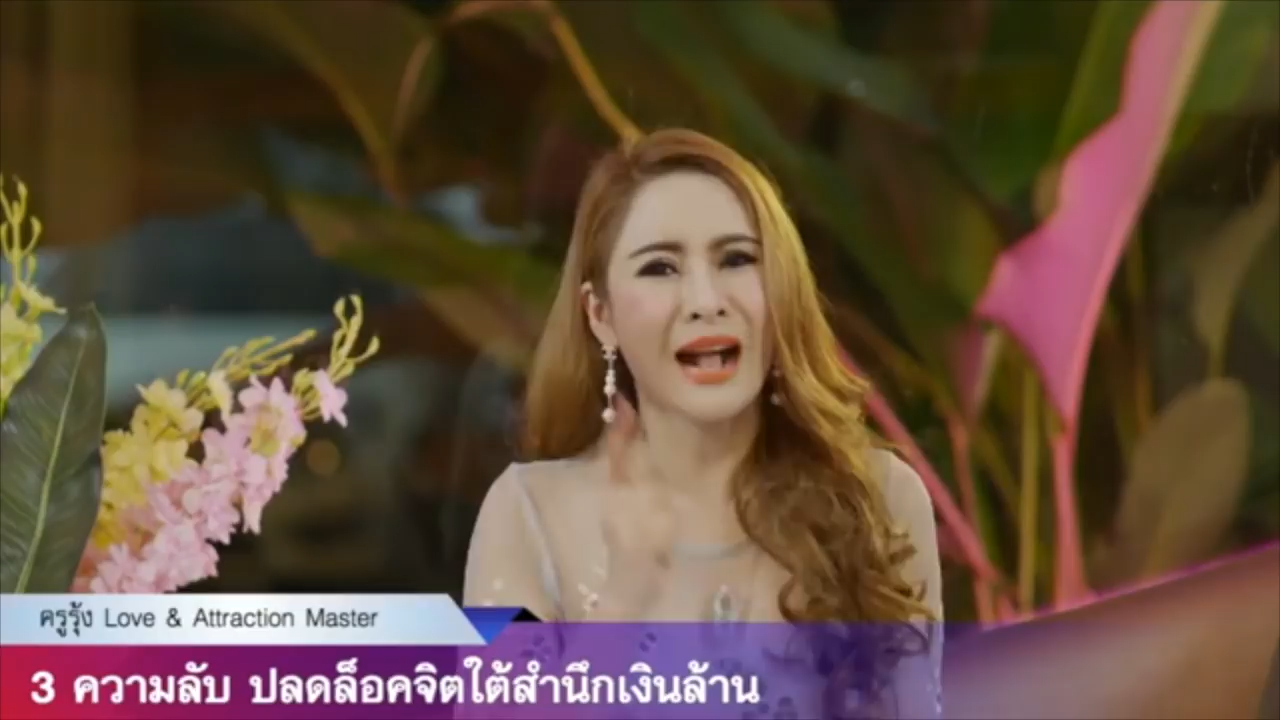 ครูรุ้ง Love & Attraction Master
3 ความลับ ปลดล็อคจิตใต้สำนึกเงินล้าน